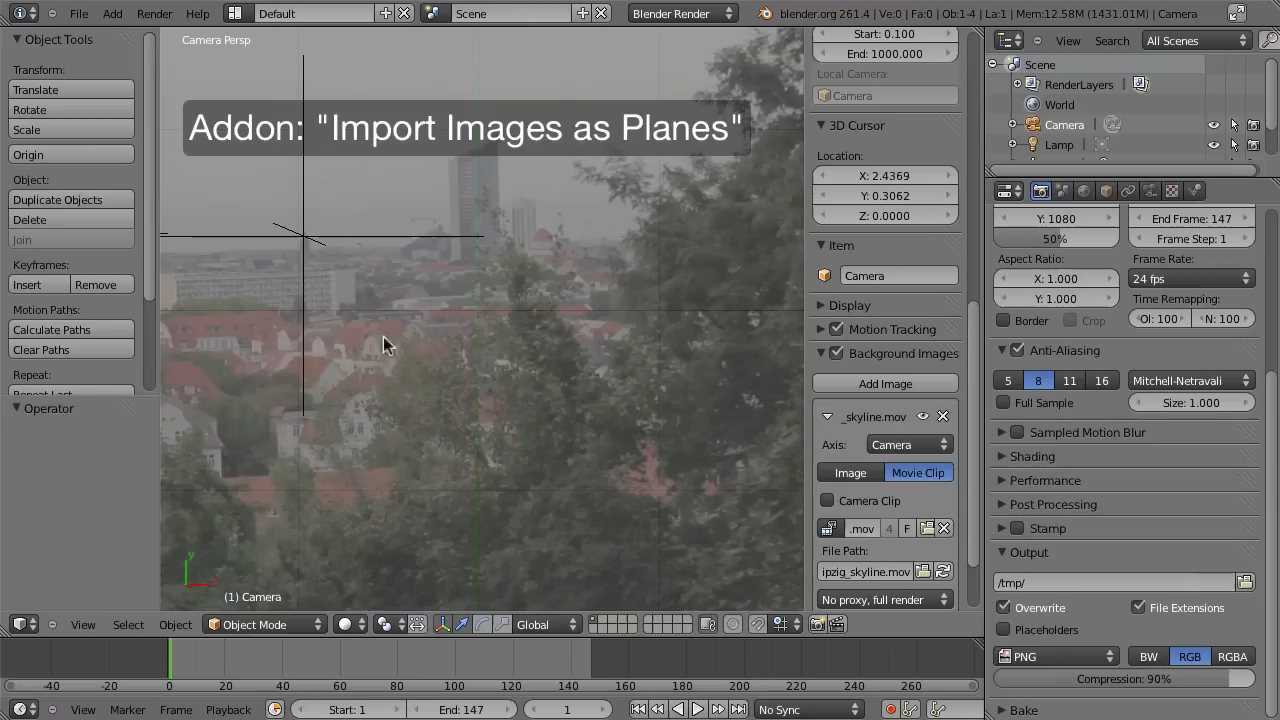 File Add Render Help
Default
Scene
Blender Render
blender.org 261.4 | Ve:0 | Fa:0 | Ob:1-4 | La:1 | Mem:12.58M (1431.01M) | Camera
Object Tools
Transform:
Translate
Rotate
Scale
Origin
Object:
Duplicate Objects
Delete
Join
Keyframes:
Insert Remove
Motion Paths:
Calculate Paths
Clear Paths
Repeat:
Repeat Last
Operator
Camera Persp
Addon: "Import Images as Planes"
y
x
(1) Camera
Start: 0.100
End: 1000.000
Local Camera:
Camera
3D Cursor
Location:
X: 2.4369
Y: 0.3062
Z: 0.0000
Item
Camera
Display
Motion Tracking
Background Images
Add Image
_skyline.mov
Axis: Camera
Image Movie Clip
Camera Clip
.mov 4 F
File Path:
ipzig_skyline.mov
No proxy, full render
View Search All Scenes
Scene
RenderLayers
World
Camera
Lamp
Y: 1080 End Frame: 147
50% Frame Step: 1
Aspect Ratio: Frame Rate:
X: 1.000 24 fps
Y: 1.000 Time Remapping:
Border Crop Ol: 100 N: 100
Anti-Aliasing
5 8 11 16 Mitchell-Netravali
Full Sample Size: 1.000
Sampled Motion Blur
Shading
Performance
Post Processing
Stamp
Output
/tmp/
Overwrite File Extensions
Placeholders
PNG BW RGB RGBA
Compression: 90%
Bake
View Select Object Object Mode Global
-40 -20 0 20 40 60 80 100 120 140 160 180 200 220 240 260
View Marker Frame Playback Start: 1 End: 147 1 No Sync